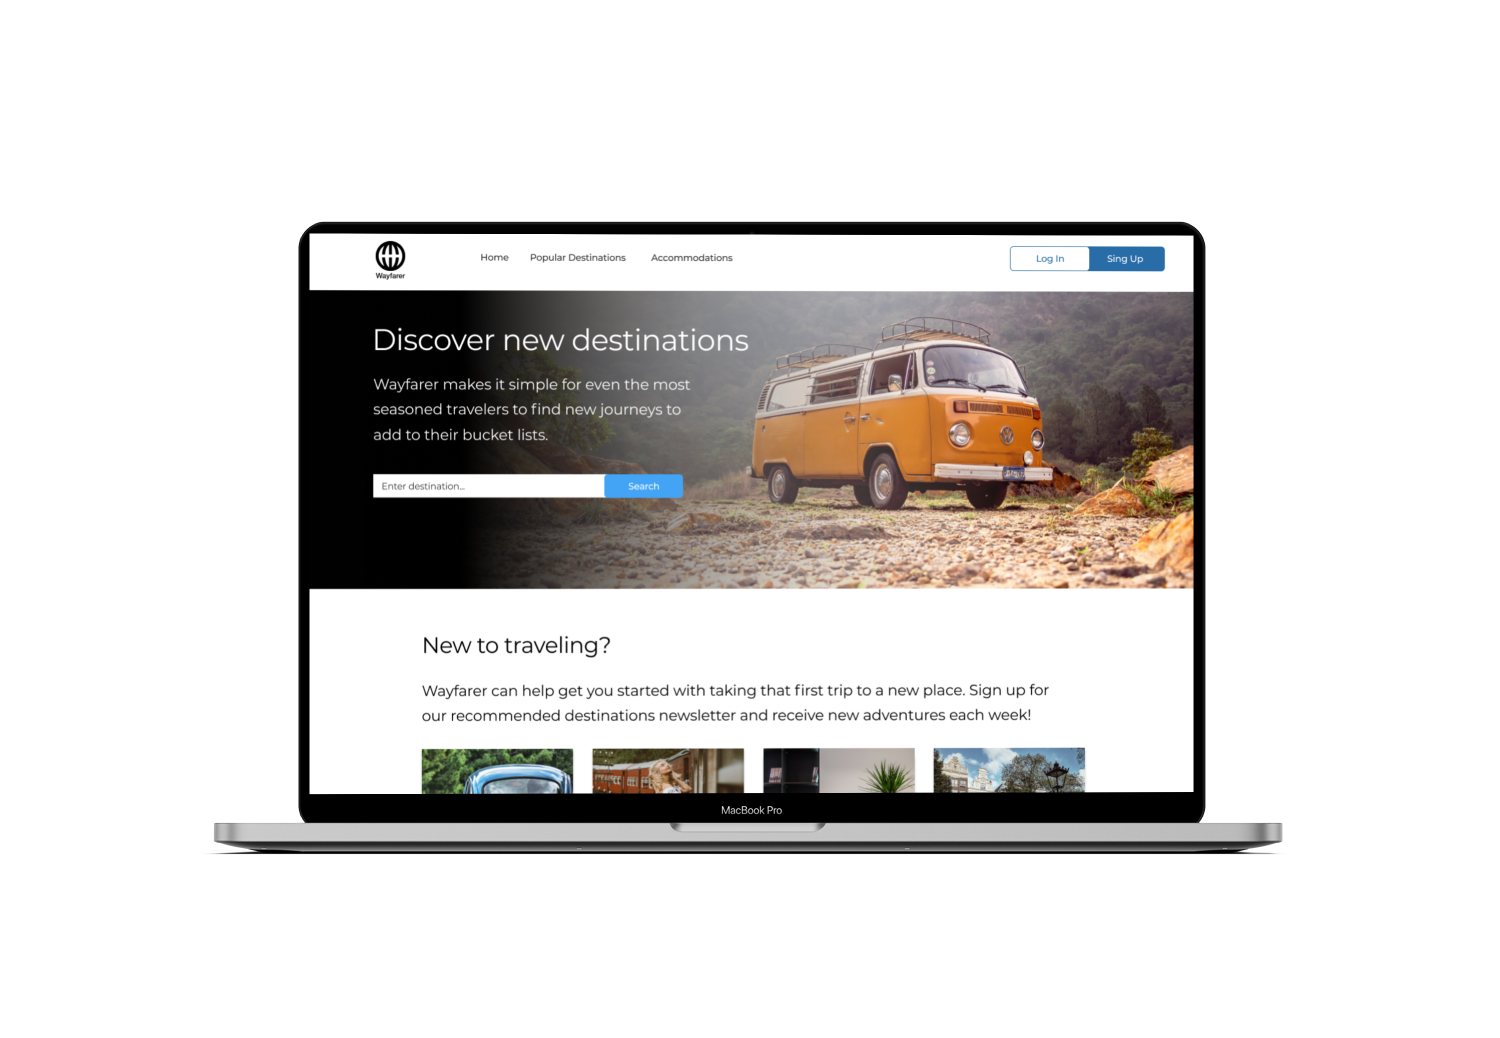 Wayfarer
Home
Popular Destinations
Accommodations
Log In
Sing Up
Discover new destinations
Wayfarer makes it simple for even the most
seasoned travelers to find new journeys to
add to their bucket lists.
Enter destination...
Search
New to traveling?
Wayfarer can help get you started with taking that first trip to a new place. Sign up for
our recommended destinations newsletter and receive new adventures each week!
MacBook Pro